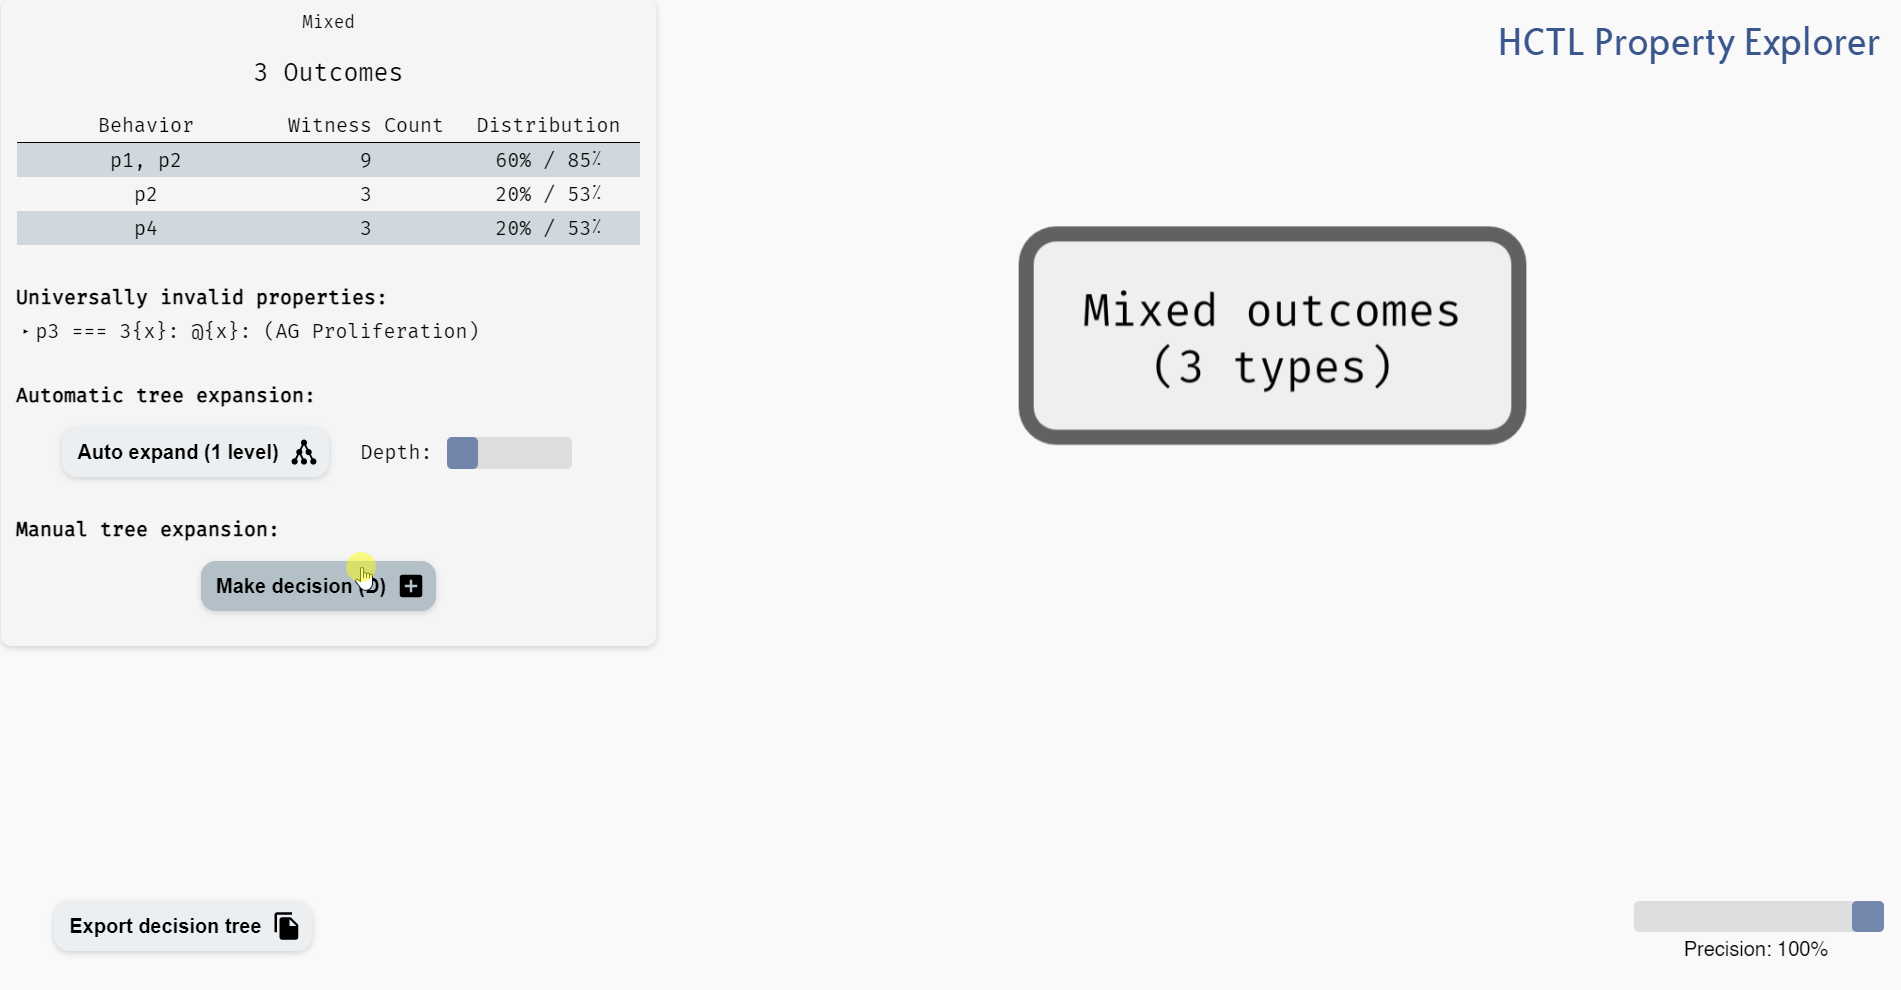 Mixed
3 Outcomes
Behavior Witness Count Distribution
p1, p2 9 60% / 85⁒
p2 3 20% / 53⁒
p4 3 20% / 53⁒
Universally invalid properties:
‣ p3 === 3{x}: @{x}: (AG Proliferation)
Automatic tree expansion:
Auto expand (1 level) Depth:
Manual tree expansion:
Make decision (D)
Export decision tree
HCTL Property Explorer
Mixed outcomes
(3 types)
Precision: 100%